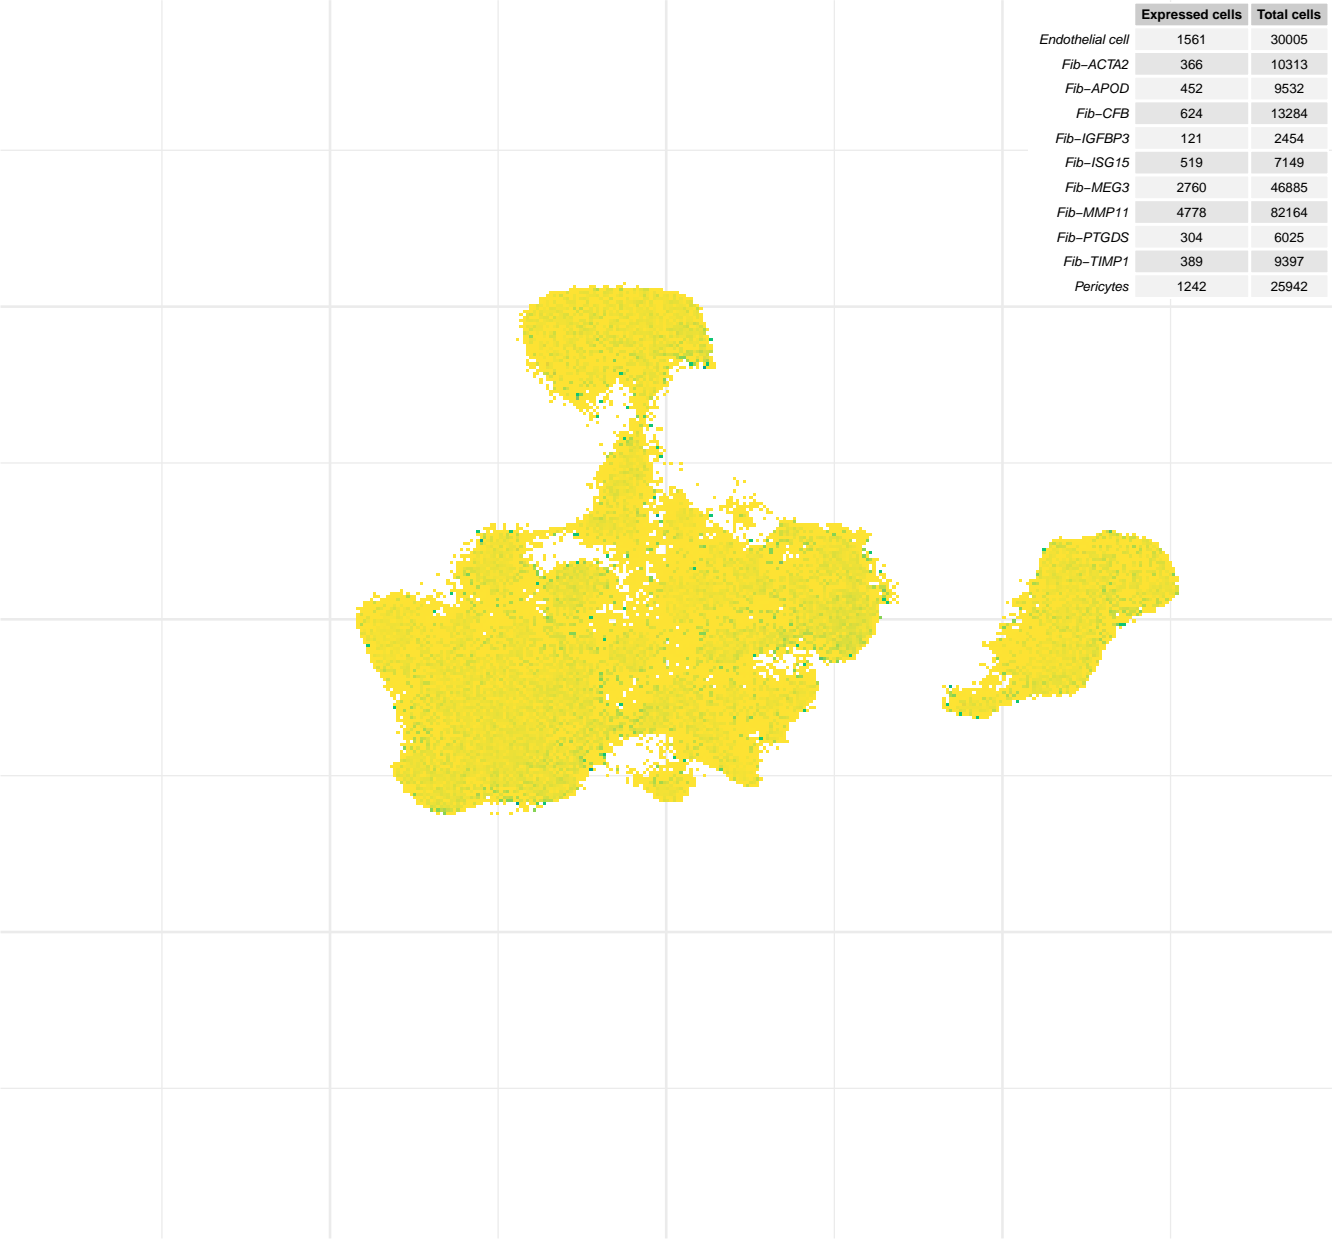 Expressed cells Total cells
Endothelial cell 1561 30005
Fib−ACTA2 366 10313
Fib−APOD 452 9532
Fib−CFB 624 13284
Fib−IGFBP3 121 2454
Fib−ISG15 519 7149
Fib−MEG3 2760 46885
Fib−MMP11 4778 82164
Fib−PTGDS 304 6025
Fib−TIMP1 389 9397
Pericytes 1242 25942